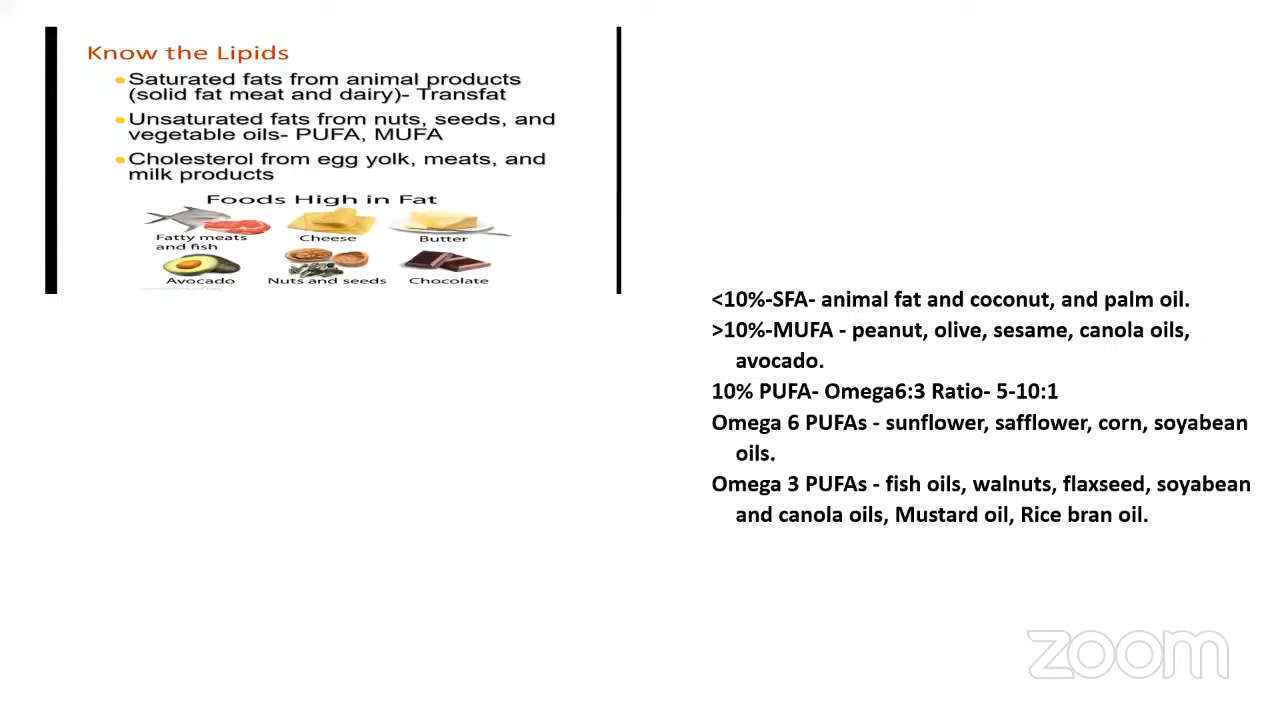 Know the Lipids
Saturated fats from animal products
(solid fat meat and dairy)- Transfat
Unsaturated fats from nuts, seeds, and
vegetable oils- PUFA, MUFA
Cholesterol from egg yolk, meats, and
milk products
Foods High in Fat
Fatty meats
and fish
Cheese
Butter
Avocado
Nuts and seeds
Chocolate
<10%-SFA- animal fat and coconut, and palm oil.
>10%-MUFA - peanut, olive, sesame, canola oils,
avocado.
10% PUFA- Omega6:3 Ratio- 5-10:1
Omega 6 PUFAs - sunflower, safflower, corn, soyabean
oils.
Omega 3 PUFAs - fish oils, walnuts, flaxseed, soyabean
and canola oils, Mustard oil, Rice bran oil.
zoom